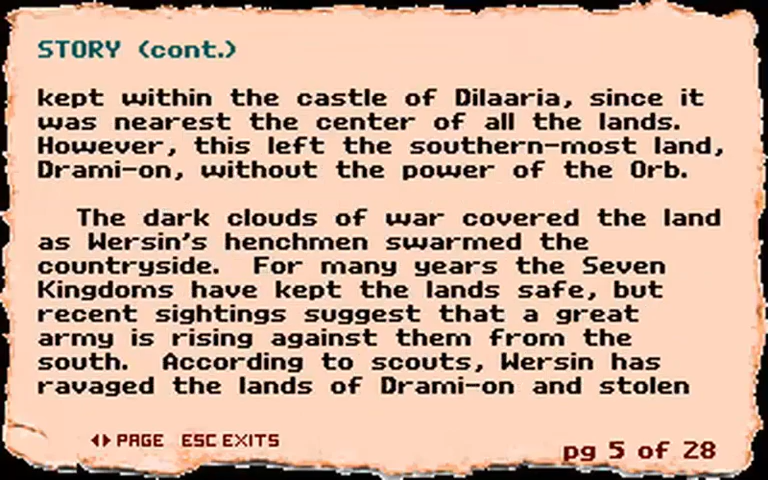 STORY (cont.)
kept within the castle of Dilaaria, since it
was nearest the center of all the lands.
However, this left the southern-most land,
Drami-on, without the power of the Orb.
The dark clouds of war covered the land
as Wersin's henchmen swarmed the
countryside. For many years the Seven
Kingdoms have kept the lands safe, but
recent sightings suggest that a great
army is rising against them from the
south. According to scouts, Wersin has
ravaged the lands of Drami-on and stolen
PAGE ESC EXITS
pg 5 of 28